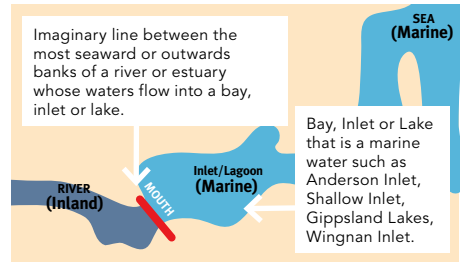 Imaginary line between the
most seaward or outwards
banks of a river or estuary
whose waters flow into a bay,
inlet or lake.
SEA
(Marine)
Bay, Inlet or Lake
that is a marine
water such as
Anderson Inlet,
Shallow Inlet,
Gippsland Lakes,
Wingnan Inlet.
Inlet/Lagoon
(Marine)
RIVER
(Inland)
MOUTH